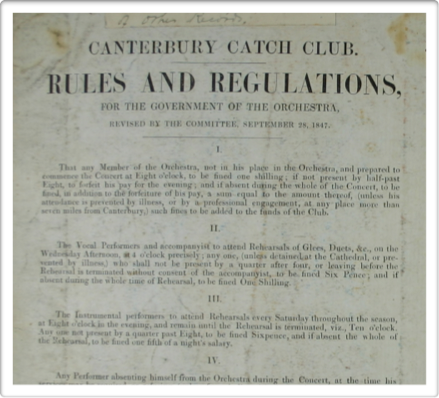 & other Records.
CANTERBURY CATCH CLUB.
RULES AND REGULATIONS,
FOR THE GOVERNMENT OF THE ORCHESTRA,
REVISED BY THE COMMITTEE, SEPTEMBER 28, 1847.
I.
That any Member of the Orchestra, not in his place in the Orchestra, and prepared to
commence the Concert at Eight o'clock, to be fined one shilling; if not present by half-past
Eight, to forfeit his pay for the evening; and if absent during the whole of the Concert, to be
fined, in addition to the forfeiture of his pay, a sum equal to the amount thereof, (unless his
attendance is prevented by illness, or by a professional engagement, at any place more than
seven miles from Canterbury,) such fines to be added to the funds of the Club.
II.
The Vocal Performers and accompanyist to attend Rehearsals of Glees, Duets, &c., on the
Wednesday Afternoon, at 4 o'clock precisely; any one, (unless detained at the Cathedral, or pre-
vented by illness,) who shall not be present by a quarter after four, or leaving before the
Rehearsal is terminated without consent of the accompanyist, to be fined Six Pence; and if
absent during the whole time of Rehearsal, to be fined One Shilling.
III.
The Instrumental performers to attend Rehearsals every Saturday throughout the season,
at Eight o'clock in the evening, and remain until the Rehearsal is terminated, viz., Ten o'clock.
Any one not present by a quarter past Eight, to be fined Sixpence, and if absent the whole of
the Rehearsal, to be fined one fifth of a night's salary.
IV.
Any Performer absenting himself from the Orchestra during the Concert, at the time his